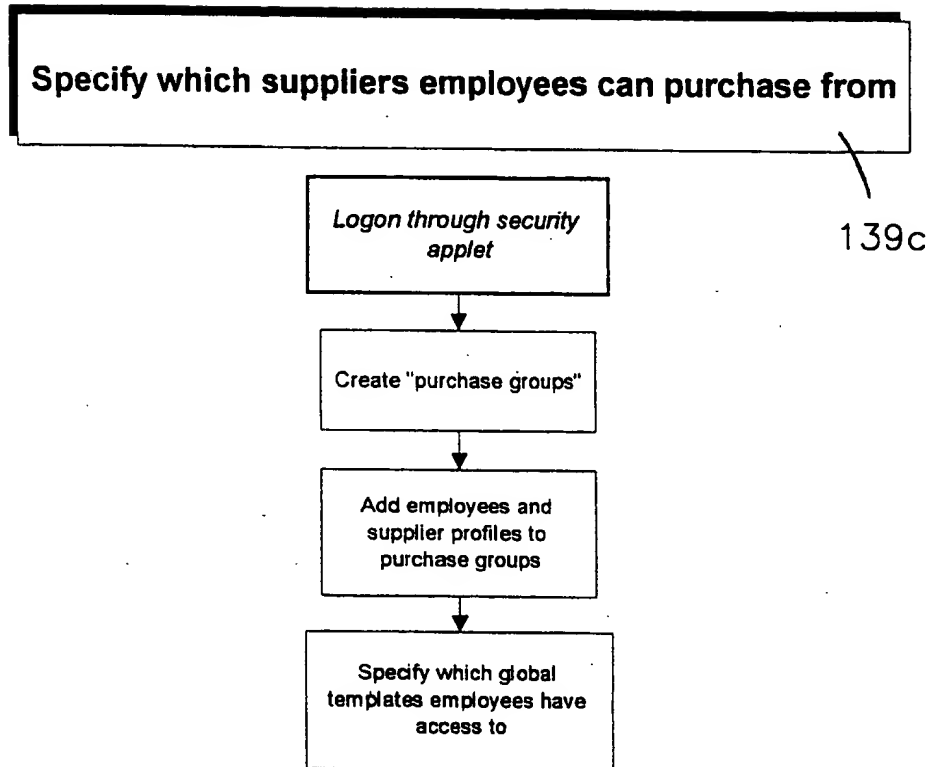 Specify which suppliers employees can purchase from
139c
Logon through security
applet
Create "purchase groups"
Add employees and
supplier profiles to
purchase groups
Specify which global
templates employees have
access to